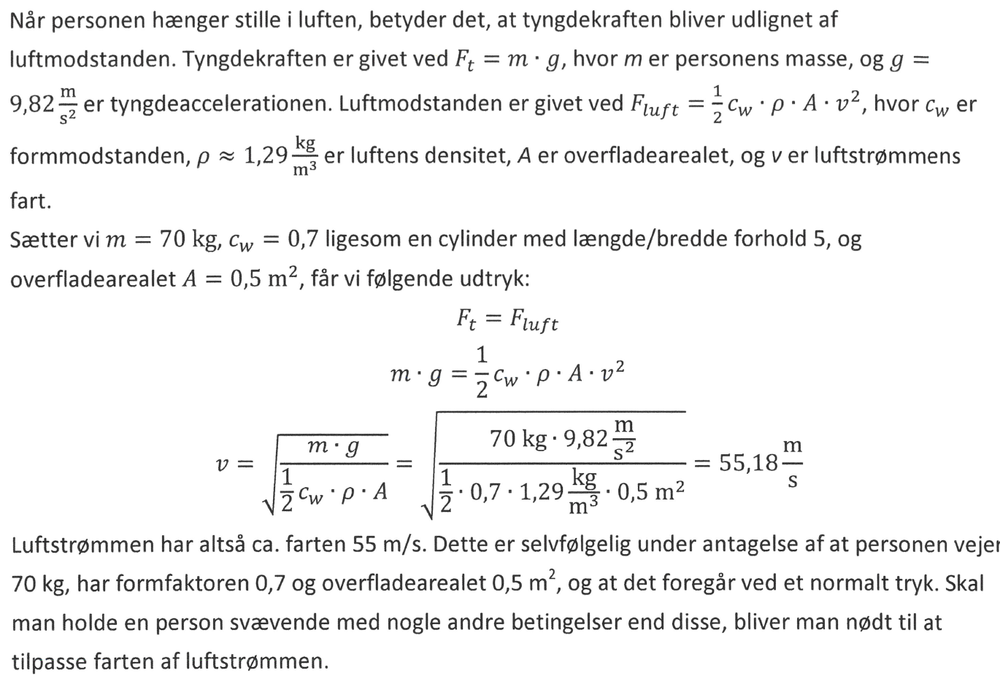 Når personen hænger stille i luften, betyder det, at tyngdekraften bliver udlignet af
luftmodstanden. Tyngdekraften er givet ved $F_t = m \cdot g$, hvor m er personens masse, og $g =$
$9{,}82 \frac{\text{m}}{\text{s}^2}$ er tyngdeaccelerationen. Luftmodstanden er givet ved $F_{luft} = \frac{1}{2} c_w \cdot \rho \cdot A \cdot v^2$, hvor $c_w$ er
formmodstanden, $\rho \approx 1{,}29 \frac{\text{kg}}{\text{m}^3}$ er luftens densitet, A er overfladearealet, og v er luftstrømmens
fart.
Sætter vi $m = 70 \text{ kg}$, $c_w = 0{,}7$ ligesom en cylinder med længde/bredde forhold 5, og
overfladearealet $A = 0{,}5 \text{ m}^2$, får vi følgende udtryk:
$F_t = F_{luft}$
$m \cdot g = \frac{1}{2} c_w \cdot \rho \cdot A \cdot v^2$
$v = \sqrt{\frac{m \cdot g}{\frac{1}{2} c_w \cdot \rho \cdot A}} = \sqrt{\frac{70 \text{ kg} \cdot 9{,}82 \frac{\text{m}}{\text{s}^2}}{\frac{1}{2} \cdot 0{,}7 \cdot 1{,}29 \frac{\text{kg}}{\text{m}^3} \cdot 0{,}5 \text{ m}^2}} = 55{,}18 \frac{\text{m}}{\text{s}}$
Luftstrømmen har altså ca. farten 55 m/s. Dette er selvfølgelig under antagelse af at personen vejer
70 kg, har formfaktoren 0,7 og overfladearealet 0,5 m², og at det foregår ved et normalt tryk. Skal
man holde en person svævende med nogle andre betingelser end disse, bliver man nødt til at
tilpasse farten af luftstrømmen.